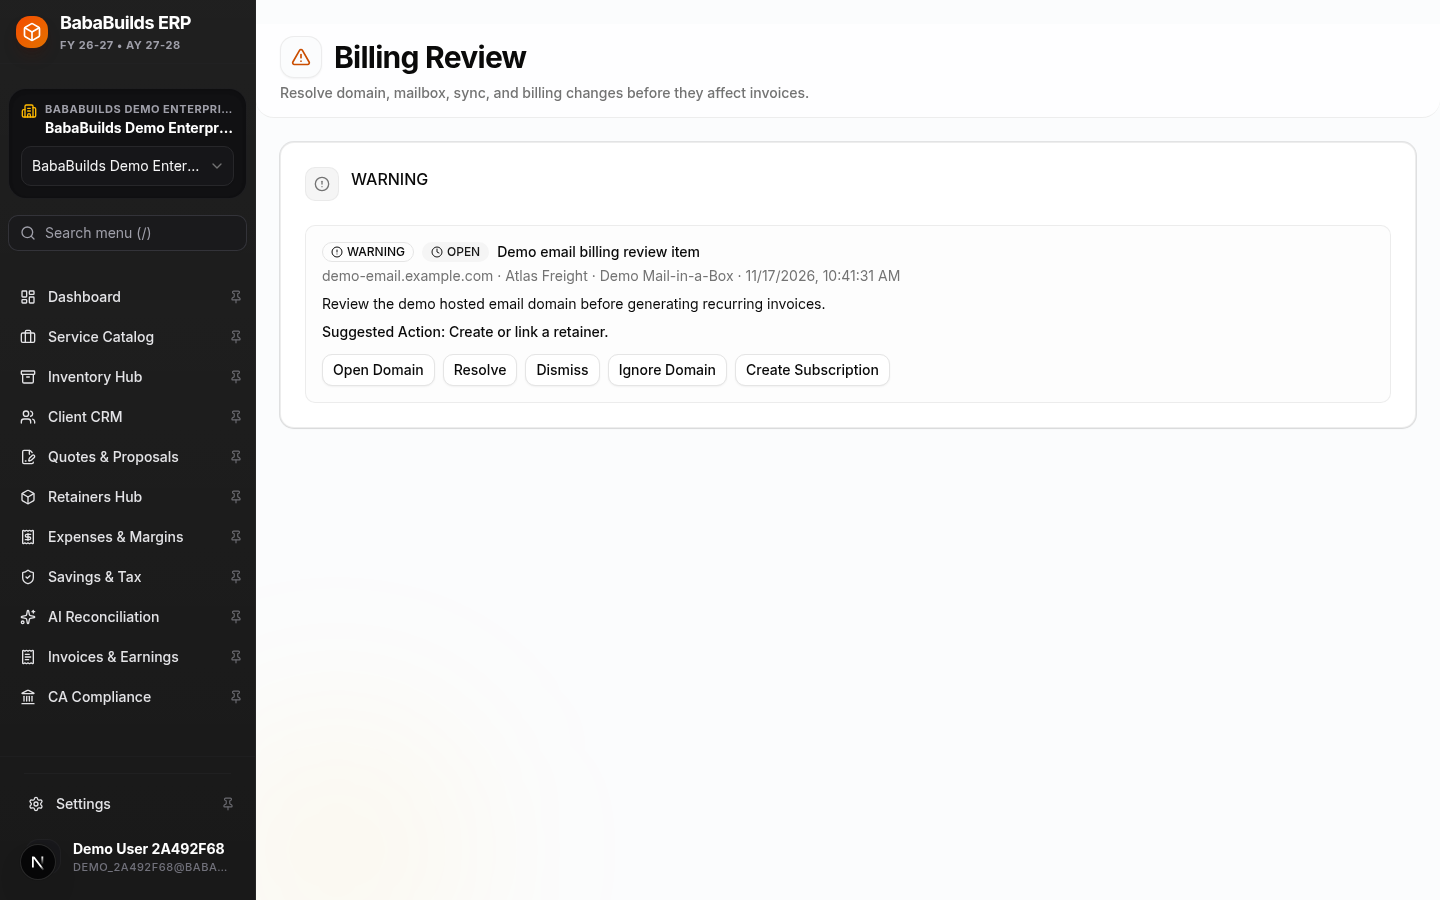 BabaBuilds ERP
FY 26-27 • AY 27-28
BABABUILDS DEMO ENTERPRI...
BabaBuilds Demo Enterpr...
BabaBuilds Demo Enter...
Search menu (/)
Dashboard
Service Catalog
Inventory Hub
Client CRM
Quotes & Proposals
Retainers Hub
Expenses & Margins
Savings & Tax
AI Reconciliation
Invoices & Earnings
CA Compliance
Settings
N
Demo User 2A492F68
DEMO_2A492F68@BABA...
Billing Review
Resolve domain, mailbox, sync, and billing changes before they affect invoices.
WARNING
WARNING OPEN Demo email billing review item
demo-email.example.com · Atlas Freight · Demo Mail-in-a-Box · 11/17/2026, 10:41:31 AM
Review the demo hosted email domain before generating recurring invoices.
Suggested Action: Create or link a retainer.
Open Domain Resolve Dismiss Ignore Domain Create Subscription